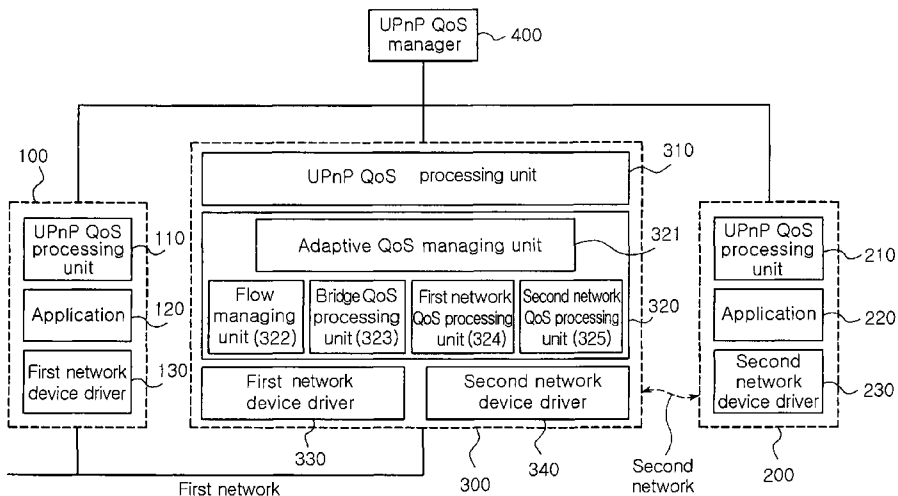 UPnP QoS
manager
400
100
310
UPnP QoS processing unit
UPnP QoS
processing
unit
110
Adaptive QoS managing unit
321
UPnP QoS
processing
unit
210
Application
120
Flow
managing
unit (322)
Bridge QoS
processing
unit (323)
First network
QoS processing
unit (324)
Second network
QoS processing
unit (325)
320
Application
220
First network
device driver
130
First network
device driver
Second network
device driver
Second
network
device driver
230
330
300
340
Second
network
200
First network